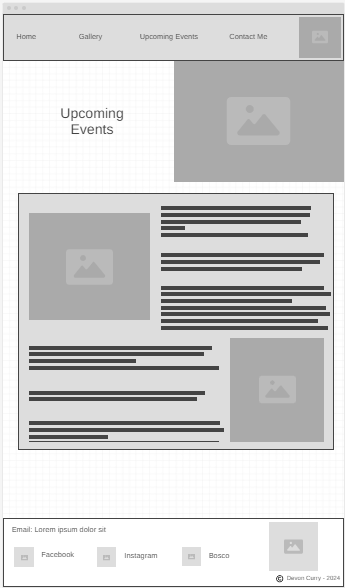 Home Gallery Upcoming Events Contact Me
Upcoming
Events
Email: Lorem ipsum dolor sit
Facebook Instagram Bosco
© Devon Curry - 2024